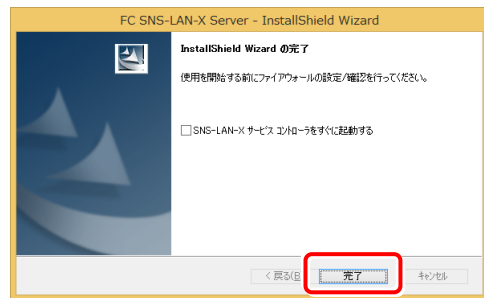 FC SNS-LAN-X Server - InstallShield Wizard
InstallShield Wizard の完了
使用を開始する前にファイアウォールの設定/確認を行ってください。
SNS-LAN-X サービス コントローラをすぐに起動する
< 戻る(B
完了
キャンセル